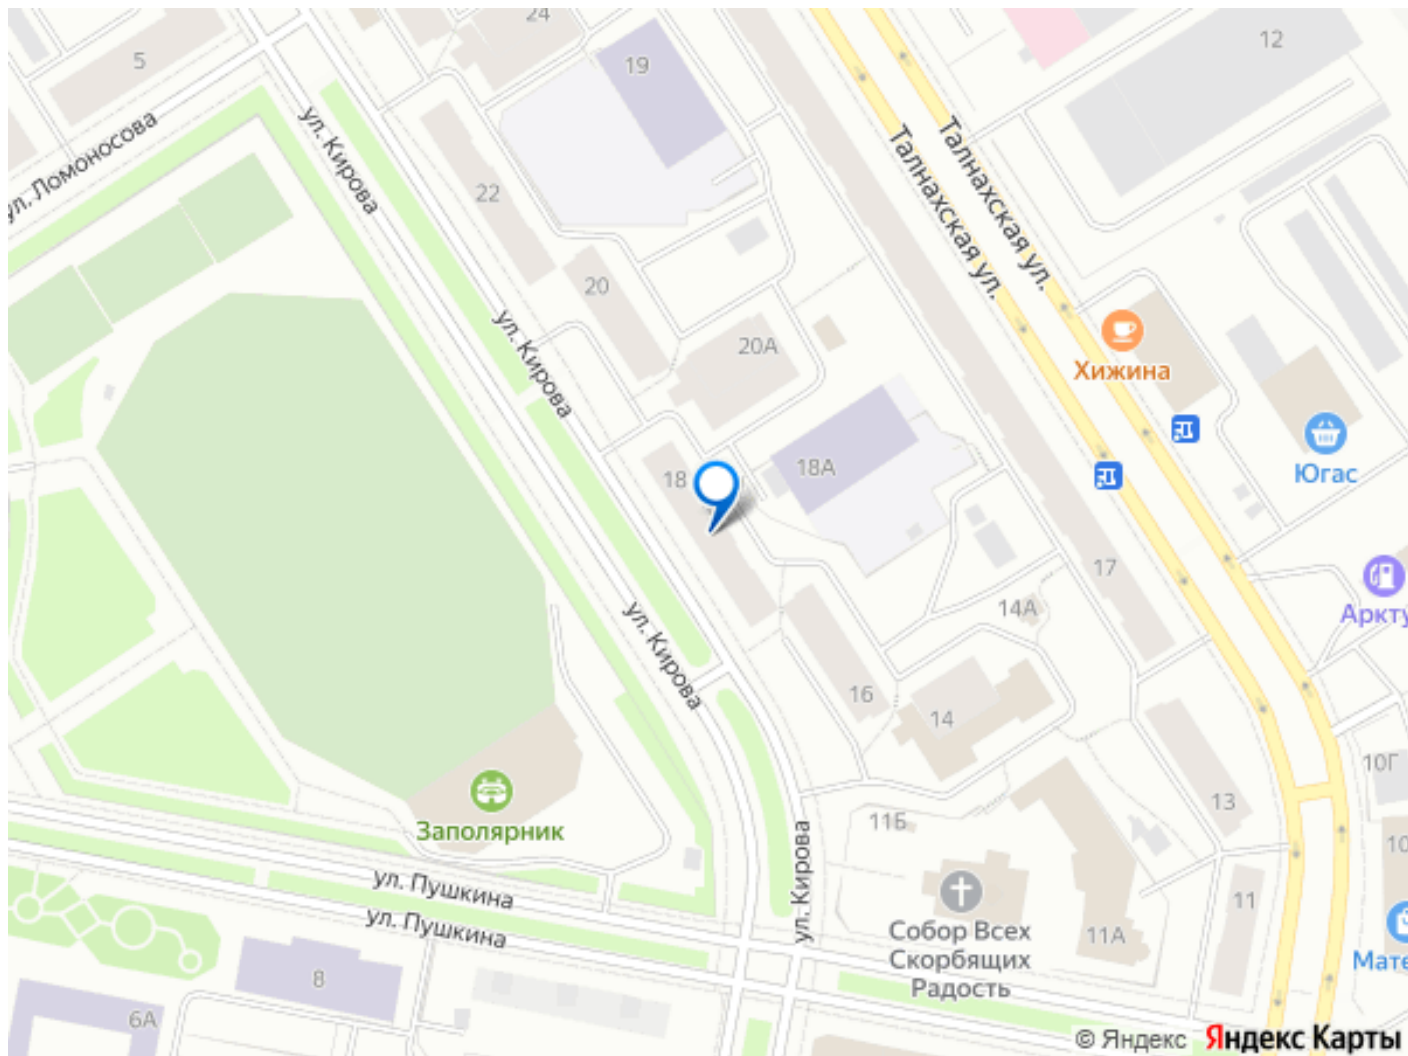 24
19
12
5
ул. Кирова
ул. Ломоносова
Талнахская ул.
Талнахская ул.
22
20
ул. Кирова
20А
Хижина
18
18А
Югас
17
14А
ул. Кирова
16
14
10Г
13
11Б
Заполярник
ул. Кирова
ул. Пушкина
ул. Пушкина
Собор Всех
Скорбящих
Радость
11А
11
8
6А
© Яндекс
Яндекс Карты